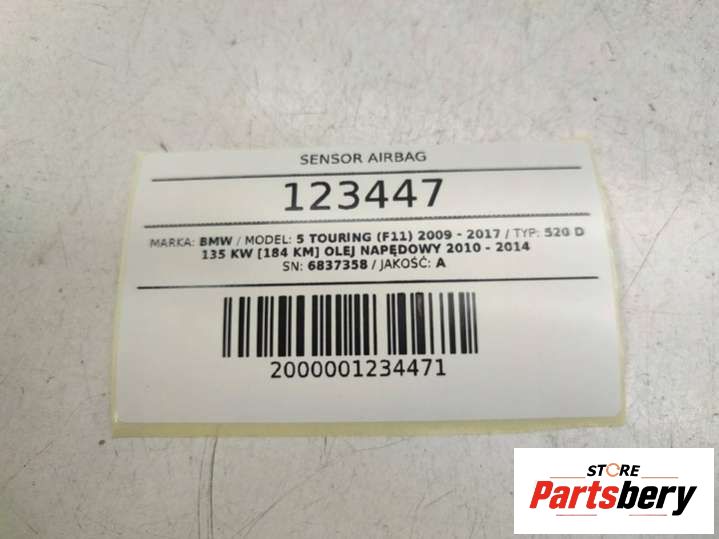 SENSOR AIRBAG
123447
MARKA: BMW / MODEL: 5 TOURING (F11) 2009 - 2017 / TYP: 520 D
135 KW [184 KM] OLEJ NAPĘDOWY 2010 - 2014
SN: 6837358 / JAKOŚĆ: A
2000001234471
STORE
Partsbery